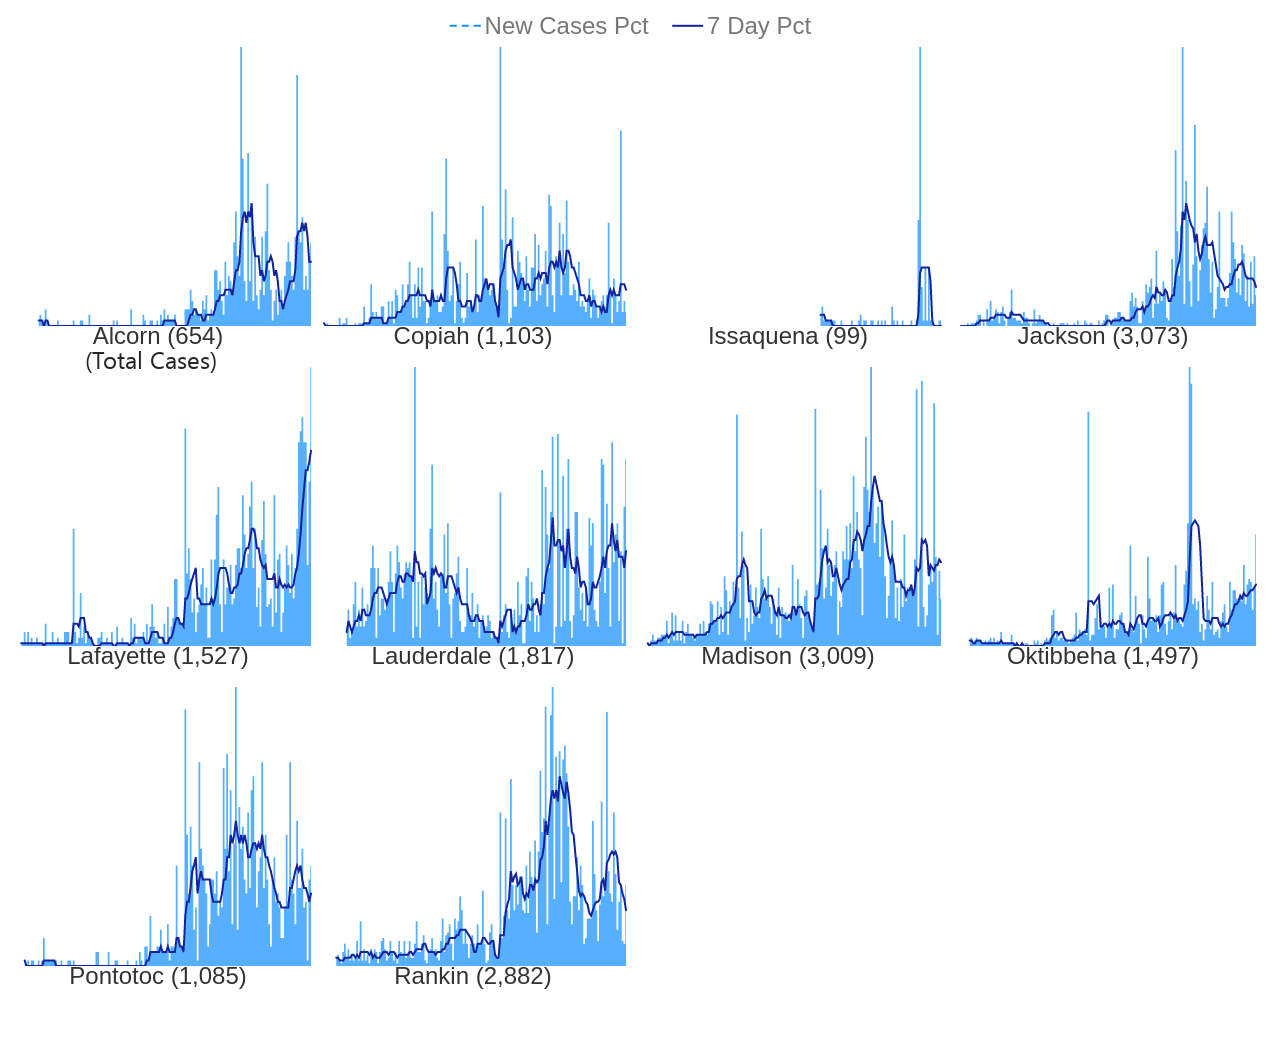 New Cases Pct 7 Day Pct
Alcorn (654) Copiah (1,103) Issaquena (99) Jackson (3,073)
(Total Cases)
Lafayette (1,527) Lauderdale (1,817) Madison (3,009) Oktibbeha (1,497)
Pontotoc (1,085) Rankin (2,882)